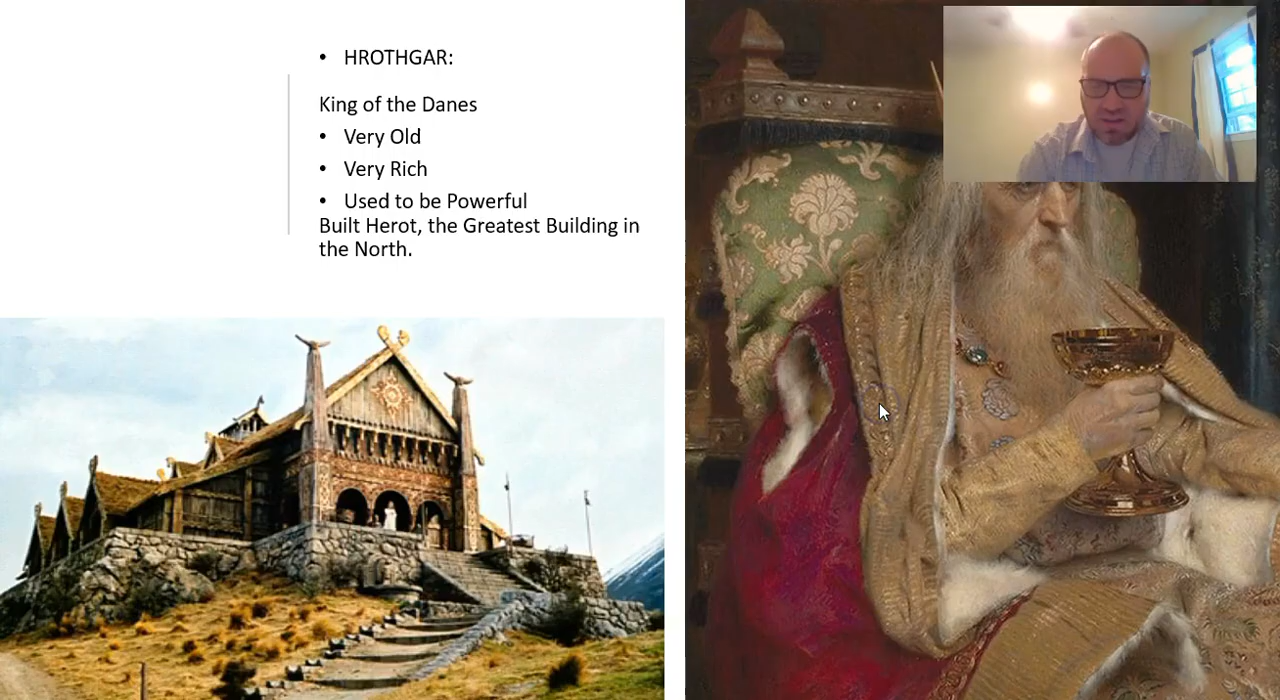 • HROTHGAR:
King of the Danes
• Very Old
• Very Rich
• Used to be Powerful
Built Herot, the Greatest Building in
the North.